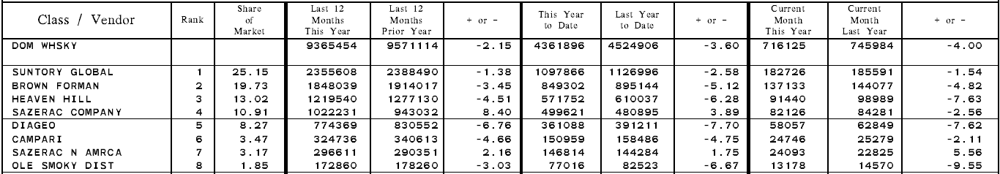 Class / Vendor Rank Share of Market Last 12 Months This Year Last 12 Months Prior Year + or - This Year to Date Last Year to Date + or - Current Month This Year Current Month Last Year + or -
DOM WHSKY 9365454 9571114 -2.15 4361896 4524906 -3.60 716125 745984 -4.00
SUNTORY GLOBAL 1 25.15 2355608 2388490 -1.38 1097866 1126996 -2.58 182726 185591 -1.54
BROWN FORMAN 2 19.73 1848039 1914017 -3.45 849302 895144 -5.12 137133 144077 -4.82
HEAVEN HILL 3 13.02 1219540 1277130 -4.51 571752 610037 -6.28 91440 98989 -7.63
SAZERAC COMPANY 4 10.91 1022231 943032 8.40 499621 480895 3.89 82126 84281 -2.56
DIAGEO 5 8.27 774369 830552 -6.76 361088 391211 -7.70 58057 62849 -7.62
CAMPARI 6 3.47 324736 340613 -4.66 150959 158486 -4.75 24746 25279 -2.11
SAZERAC N AMRCA 7 3.17 296611 290351 2.16 146814 144284 1.75 24093 22825 5.56
OLE SMOKY DIST 8 1.85 172860 178260 -3.03 77016 82523 -6.67 13178 14570 -9.55